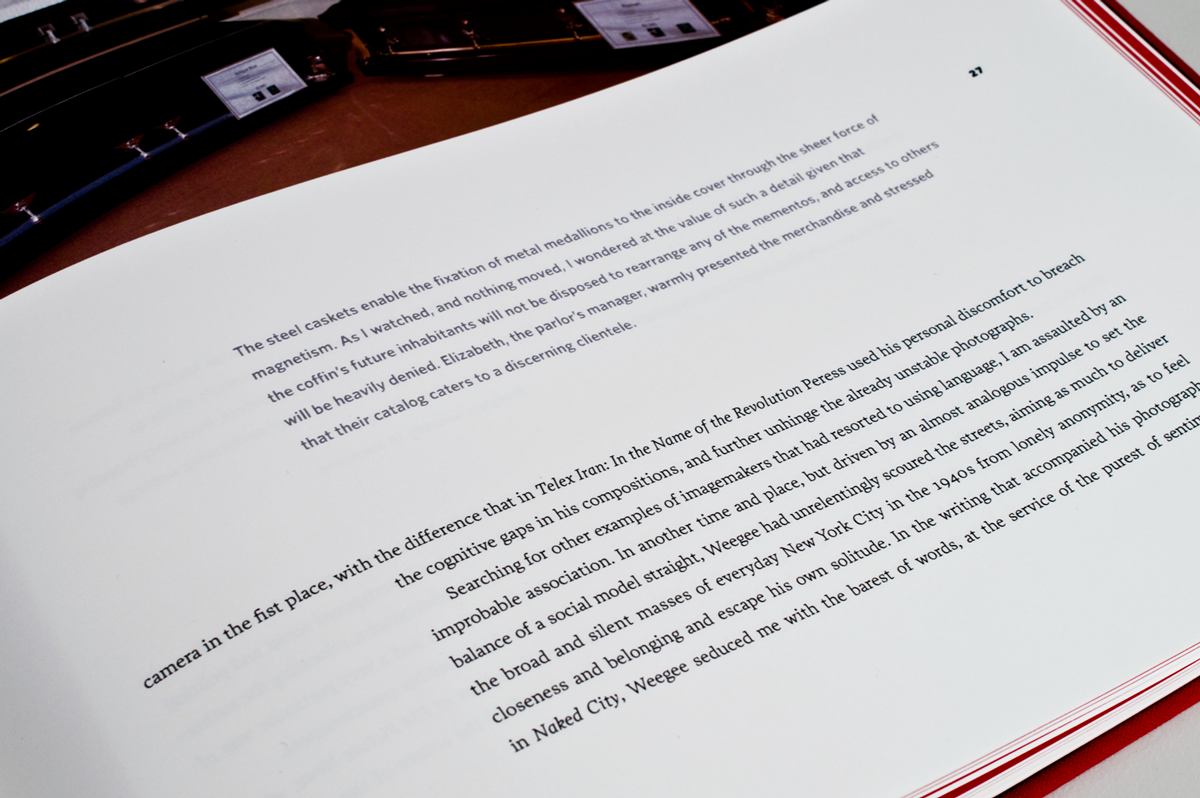 27
The steel caskets enable the fixation of metal medallions to the inside cover through the sheer force of
magnetism. As I watched, and nothing moved, I wondered at the value of such a detail given that
the coffin's future inhabitants will not be disposed to rearrange any of the mementos, and access to others
will be heavily denied. Elizabeth, the parlor's manager, warmly presented the merchandise and stressed
that their catalog caters to a discerning clientele.
camera in the fist place, with the difference that in Telex Iran: In the Name of the Revolution Peress used his personal discomfort to breach
the cognitive gaps in his compositions, and further unhinge the already unstable photographs.
Searching for other examples of imagemakers that had resorted to using language, I am assaulted by an
improbable association. In another time and place, but driven by an almost analogous impulse to set the
balance of a social model straight, Weegee had unrelentingly scoured the streets, aiming as much to deliver
the broad and silent masses of everyday New York City in the 1940s from lonely anonymity, as to feel
closeness and belonging and escape his own solitude. In the writing that accompanied his photograph
in Naked City, Weegee seduced me with the barest of words, at the service of the purest of